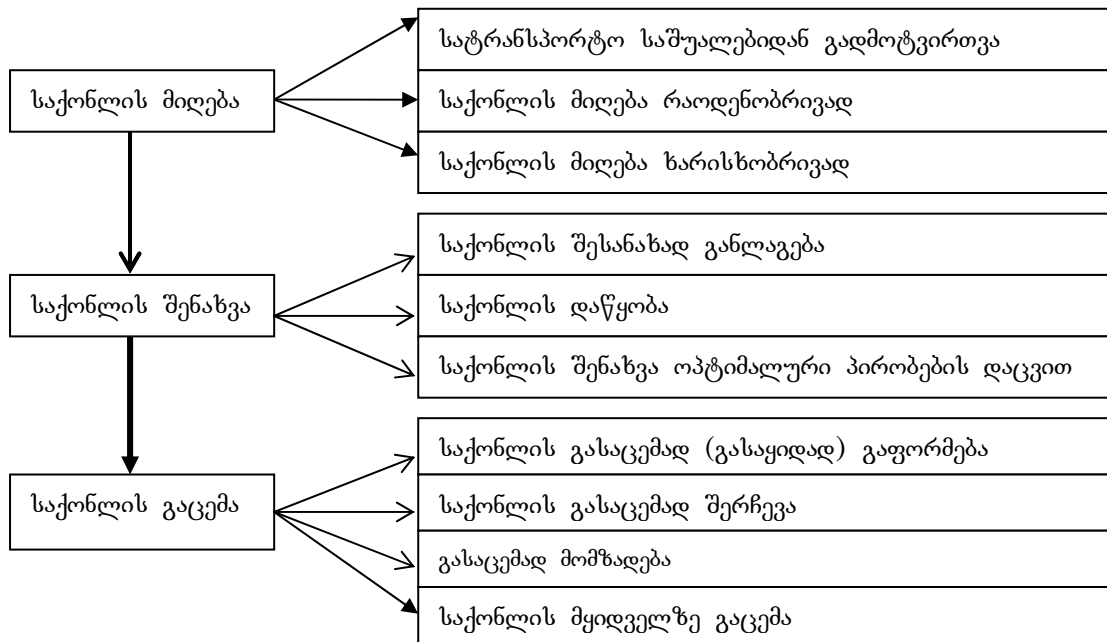 სატრანსპორტო საშუალებიდან გადმოტვირთვა
საქონლის მიღება
საქონლის მიღება რაოდენობრივად
საქონლის მიღება ხარისხობრივად
საქონლის შესანახად განლაგება
საქონლის შენახვა
საქონლის დაწყობა
საქონლის შენახვა ოპტიმალური პირობების დაცვით
საქონლის გასაცემად (გასაყიდად) გაფორმება
საქონლის გაცემა
საქონლის გასაცემად შერჩევა
გასაცემად მომზადება
საქონლის მყიდველზე გაცემა